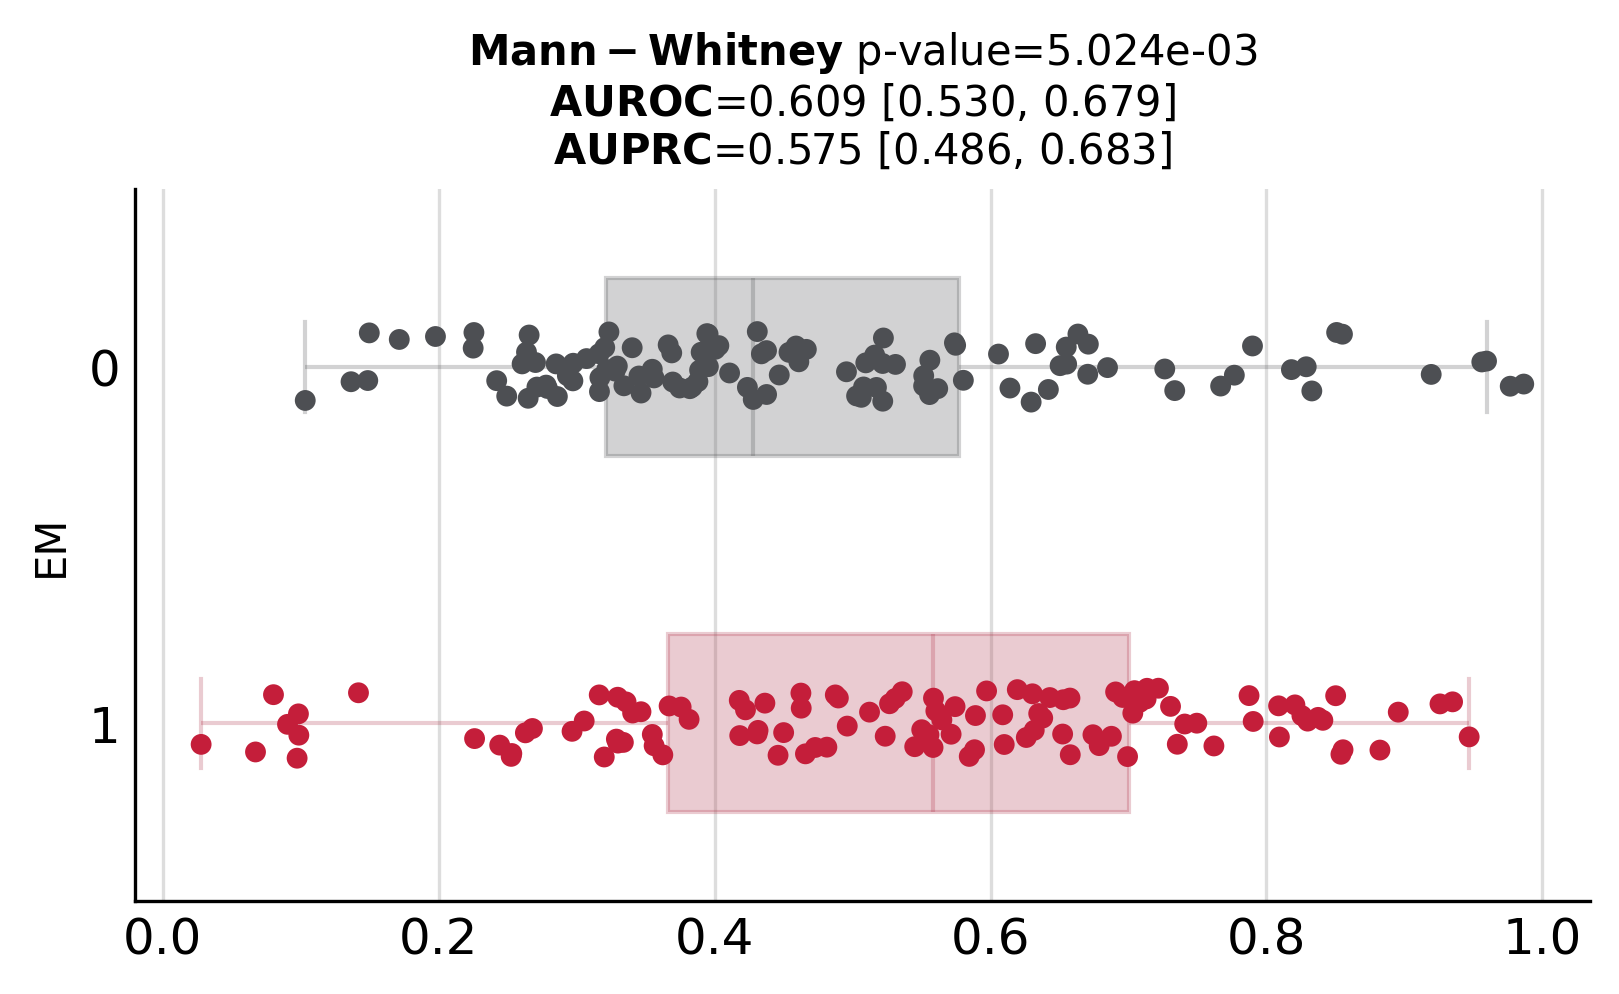 Mann − Whitney p-value=5.024e-03
AUROC=0.609 [0.530, 0.679]
AUPRC=0.575 [0.486, 0.683]
0
EM
1
0.0 0.2 0.4 0.6 0.8 1.0